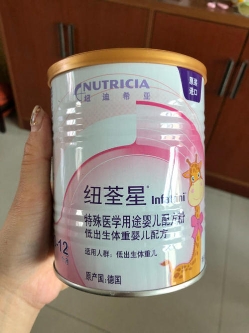 NUTRICIA
纽迪希亚
原装
进口
纽荃星
Infatrini
特殊医学用途婴儿配方
低出生体重婴儿配方
适用人群：低出生体重儿
-12
原产国：德国